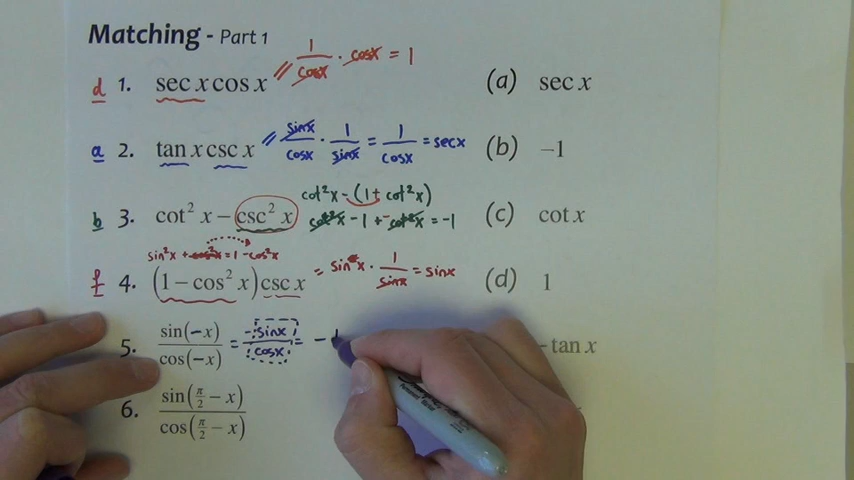 Matching - Part 1
d 1. sec x cos x = 1/cosx · cosx = 1 (a) sec x
a 2. tan x csc x = sinx/cosx · 1/sinx = 1/cosx = secx (b) −1
cot²x - (1 + cot²x)
b 3. cot² x − csc² x cot²x - 1 + -cot²x = -1 (c) cot x
sin²x + cos²x = 1 - cos²x
f 4. (1 − cos² x) csc x = sin²x · 1/sinx = sinx (d) 1
5. sin(−x)/cos(−x) = -sinx/cosx = - tan x
6. sin(π/2 − x)/cos(π/2 − x)